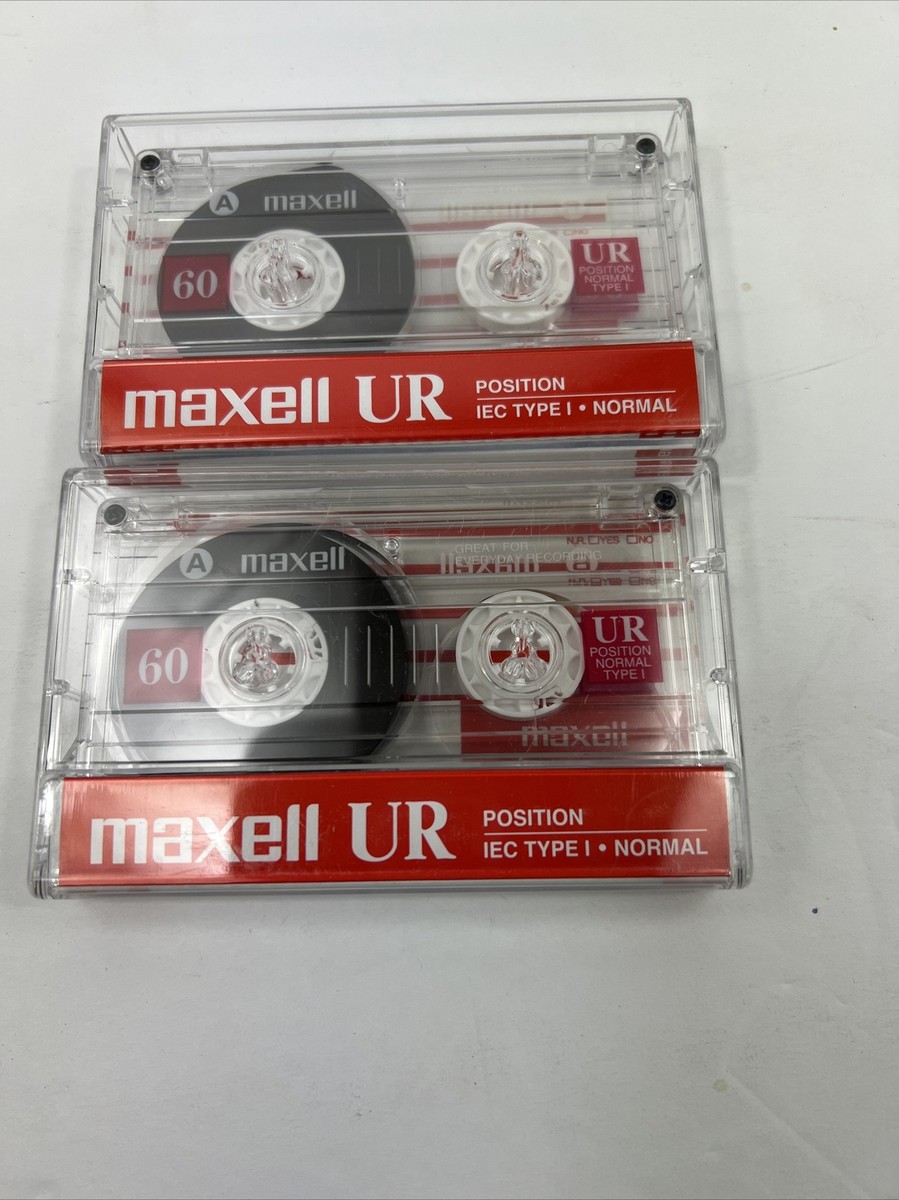 A maxell
60
UR
POSITION
NORMAL
TYPE I
maxell UR
POSITION
IEC TYPE I • NORMAL
A maxell
N.R. □YES □NO
GREAT FOR
EVERYDAY RECORDING
60
UR
POSITION
NORMAL
TYPE I
maxell
maxell UR
POSITION
IEC TYPE I • NORMAL